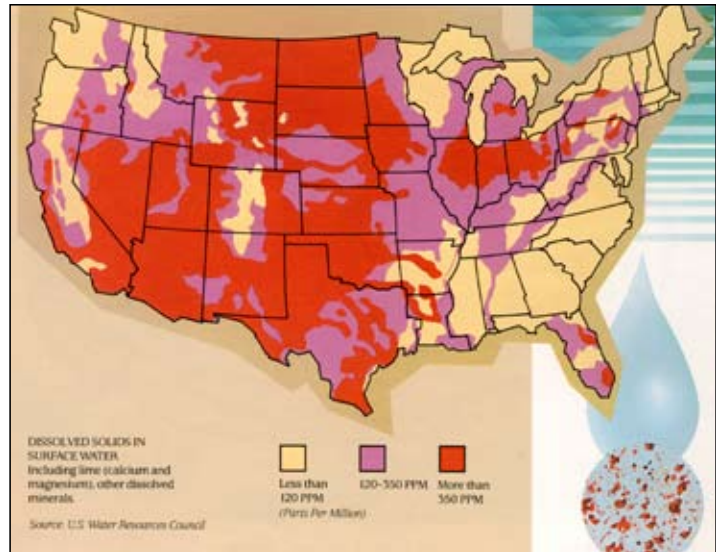 DISSOLVED SOLIDS IN
SURFACE WATER
Including lime (calcium and
magnesium), other dissolved
minerals.
Source: U.S. Water Resources Council
Less than
120 PPM
(Parts Per Million)
120-350 PPM
More than
350 PPM